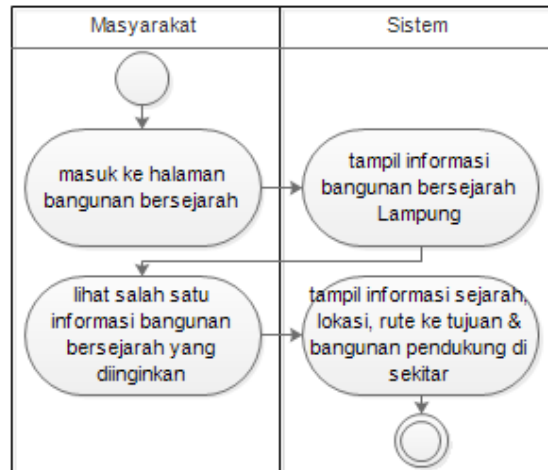 Masyarakat
Sistem
masuk ke halaman
bangunan bersejarah
tampil informasi
bangunan bersejarah
Lampung
lihat salah satu
informasi bangunan
bersejarah yang
diinginkan
tampil informasi sejarah,
lokasi, rute ke tujuan &
bangunan pendukung di
sekitar